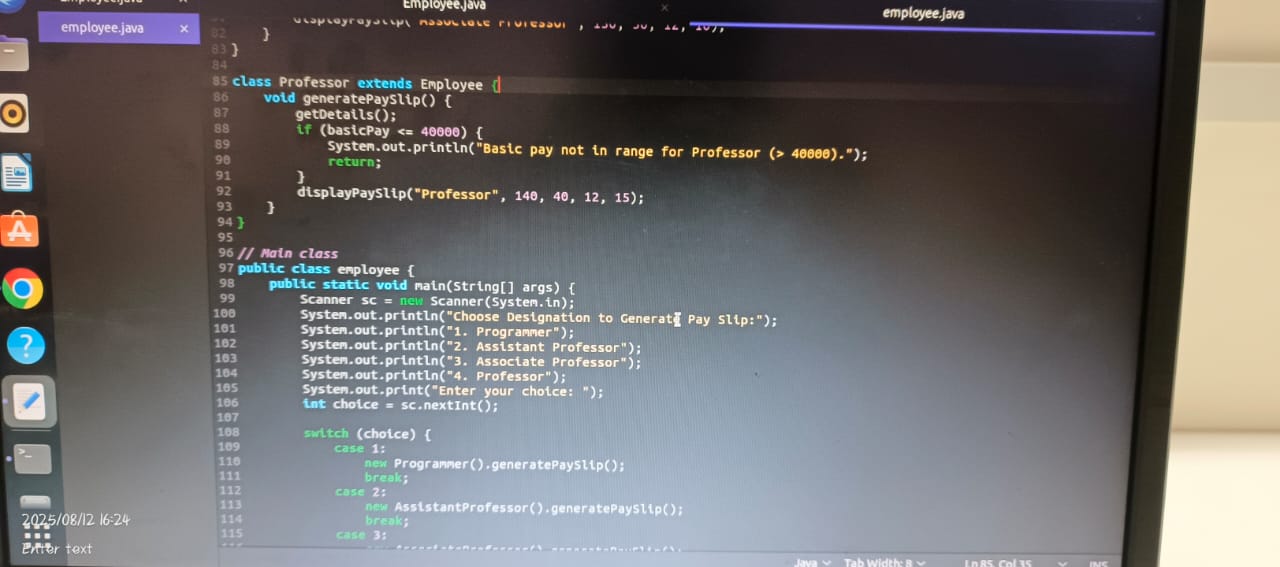 Employee.java
employee.java
employee.java
82 }
83 }
84
85 class Professor extends Employee {
86 void generatePaySlip() {
87 getDetails();
88 if (basicPay <= 40000) {
89 System.out.println("Basic pay not in range for Professor (> 40000).");
90 return;
91 }
92 displayPaySlip("Professor", 140, 40, 12, 15);
93 }
94 }
95
96 // Main class
97 public class employee {
98 public static void main(String[] args) {
99 Scanner sc = new Scanner(System.in);
100 System.out.println("Choose Designation to Generate Pay Slip:");
101 System.out.println("1. Programmer");
102 System.out.println("2. Assistant Professor");
103 System.out.println("3. Associate Professor");
104 System.out.println("4. Professor");
105 System.out.print("Enter your choice: ");
106 int choice = sc.nextInt();
107
108 switch (choice) {
109 case 1:
110 new Programmer().generatePaySlip();
111 break;
112 case 2:
113 new AssistantProfessor().generatePaySlip();
114 break;
115 case 3:
Java Tab Width: 8 Ln 85, Col 35 INS
2025/08/12 16:24
Enter text